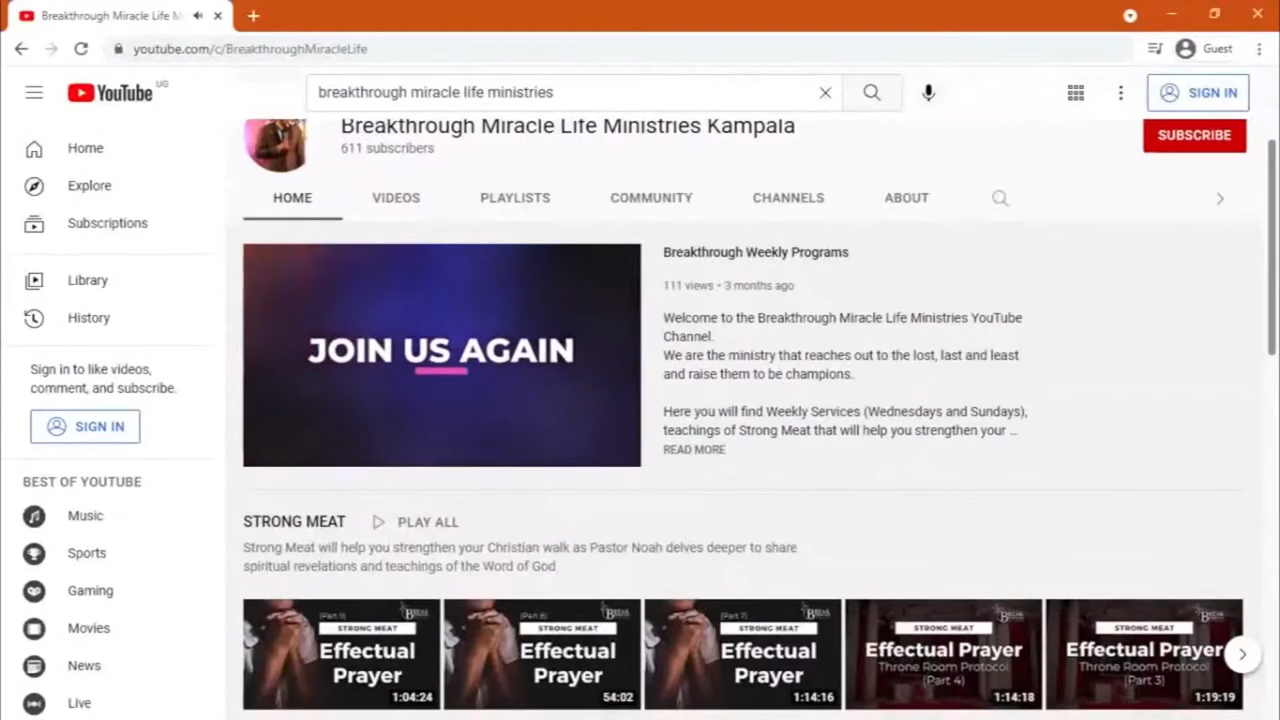 Breakthrough Miracle Life M
youtube.com/c/BreakthroughMiracleLife
Guest
YouTube UG
breakthrough miracle life ministries
SIGN IN
Breakthrough Miracle Life Ministries Kampala
611 subscribers
SUBSCRIBE
HOME VIDEOS PLAYLISTS COMMUNITY CHANNELS ABOUT
Home
Explore
Subscriptions
Library
History
Sign in to like videos,
comment, and subscribe.
SIGN IN
BEST OF YOUTUBE
Music
Sports
Gaming
Movies
News
Live
JOIN US AGAIN
Breakthrough Weekly Programs
111 views • 3 months ago
Welcome to the Breakthrough Miracle Life Ministries YouTube
Channel.
We are the ministry that reaches out to the lost, last and least
and raise them to be champions.
Here you will find Weekly Services (Wednesdays and Sundays),
teachings of Strong Meat that will help you strengthen your ...
READ MORE
STRONG MEAT PLAY ALL
Strong Meat will help you strengthen your Christian walk as Pastor Noah delves deeper to share
spiritual revelations and teachings of the Word of God
BREAK
STRONG MEAT
Effectual
Prayer
1:04:24
(Part 8)
BREAK
STRONG MEAT
Effectual
Prayer
54:02
(Part 7)
BREAK
STRONG MEAT
Effectual
Prayer
1:14:16
STRONG MEAT
Effectual Prayer
Throne Room Protocol
(Part 4)
1:14:18
STRONG MEAT
Effectual Prayer
Throne Room Protocol
(Part 3)
1:19:19